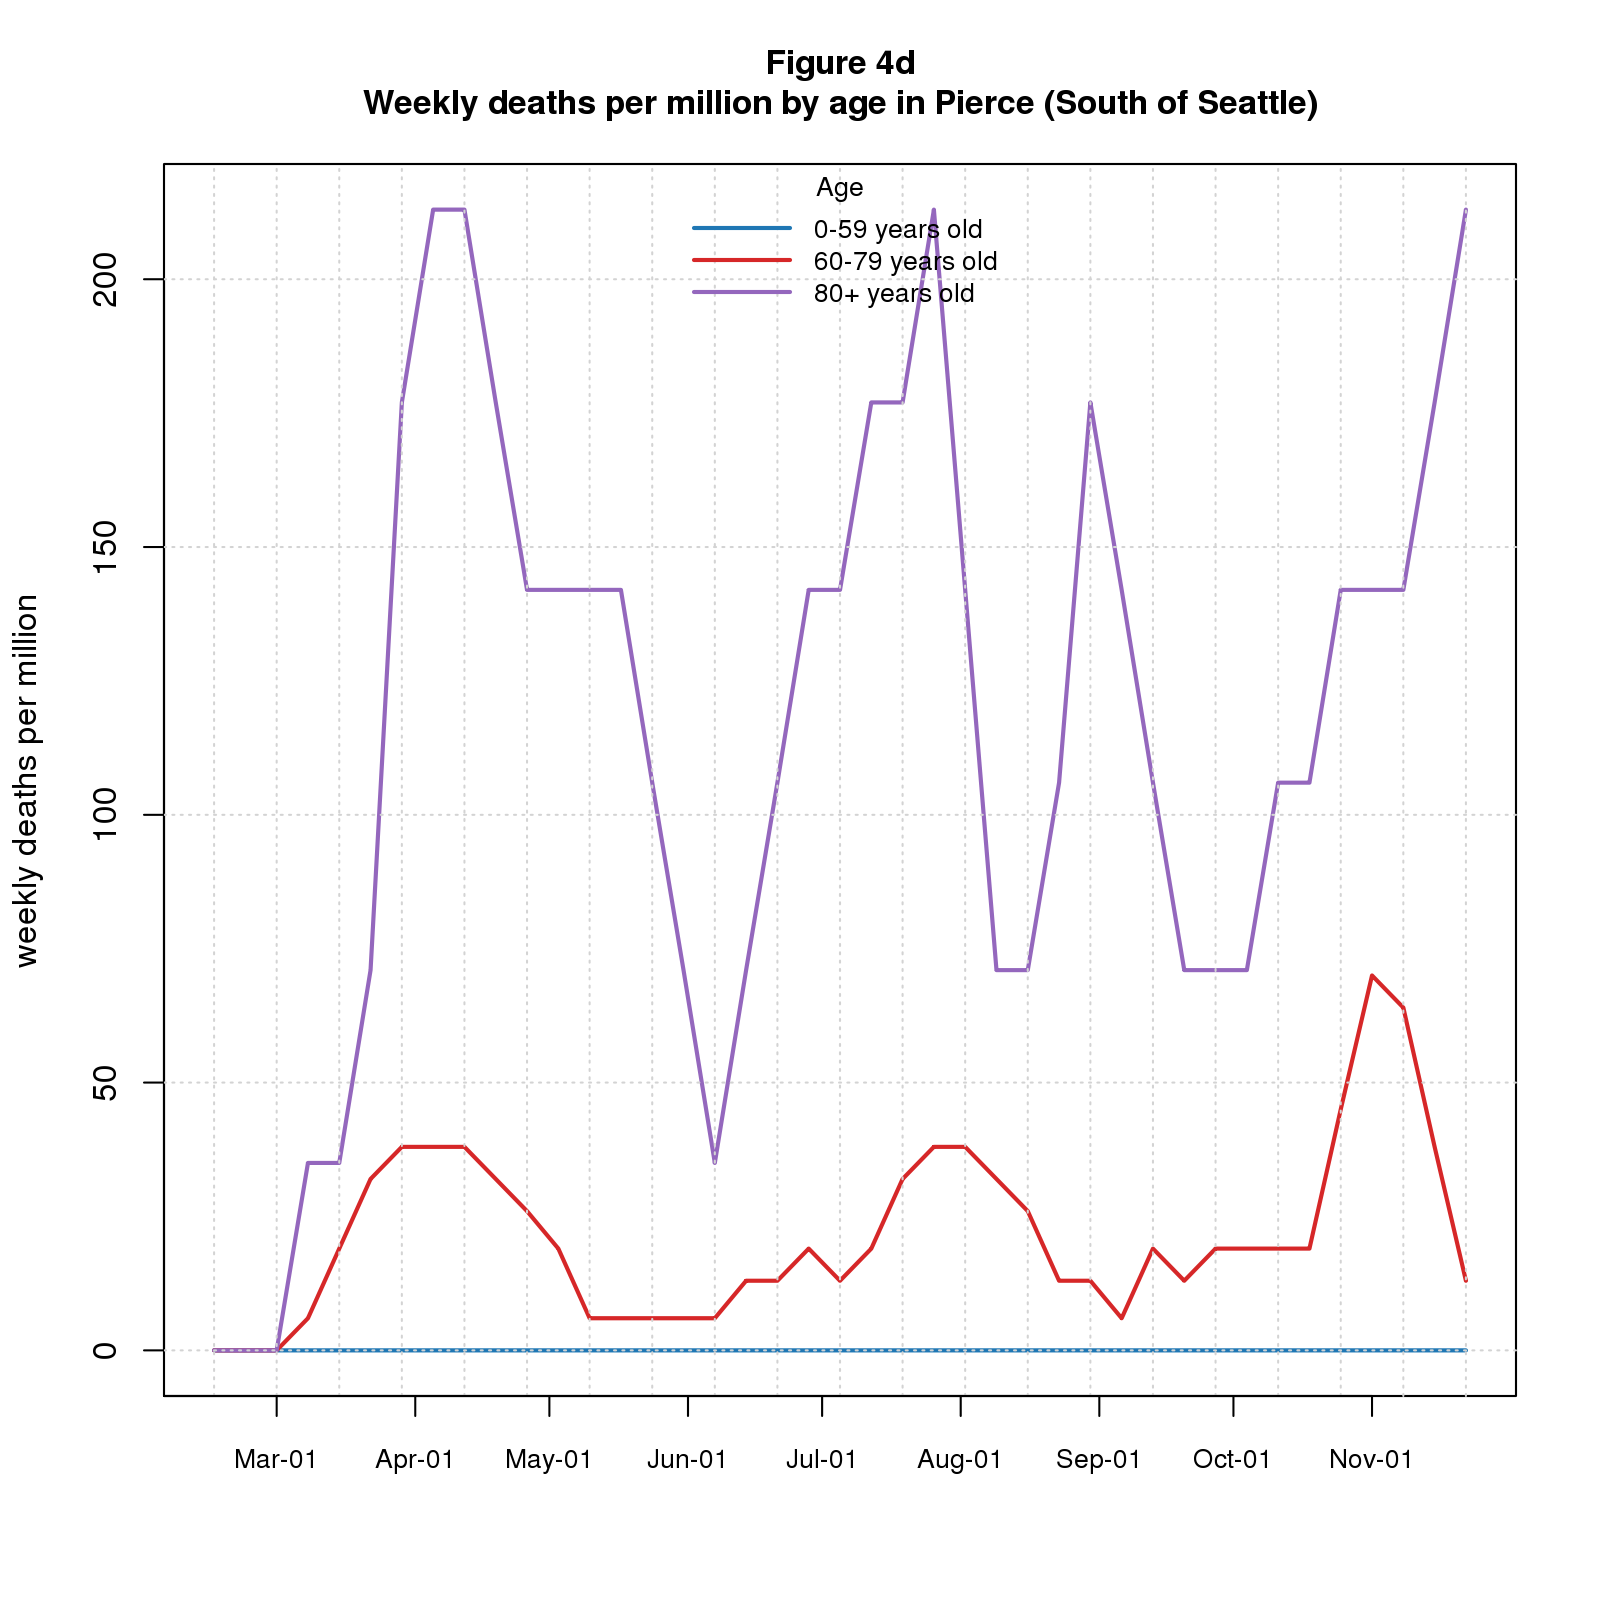 Figure 4d
Weekly deaths per million by age in Pierce (South of Seattle)
Age
0-59 years old
60-79 years old
80+ years old
weekly deaths per million
200
150
100
50
0
Mar-01 Apr-01 May-01 Jun-01 Jul-01 Aug-01 Sep-01 Oct-01 Nov-01